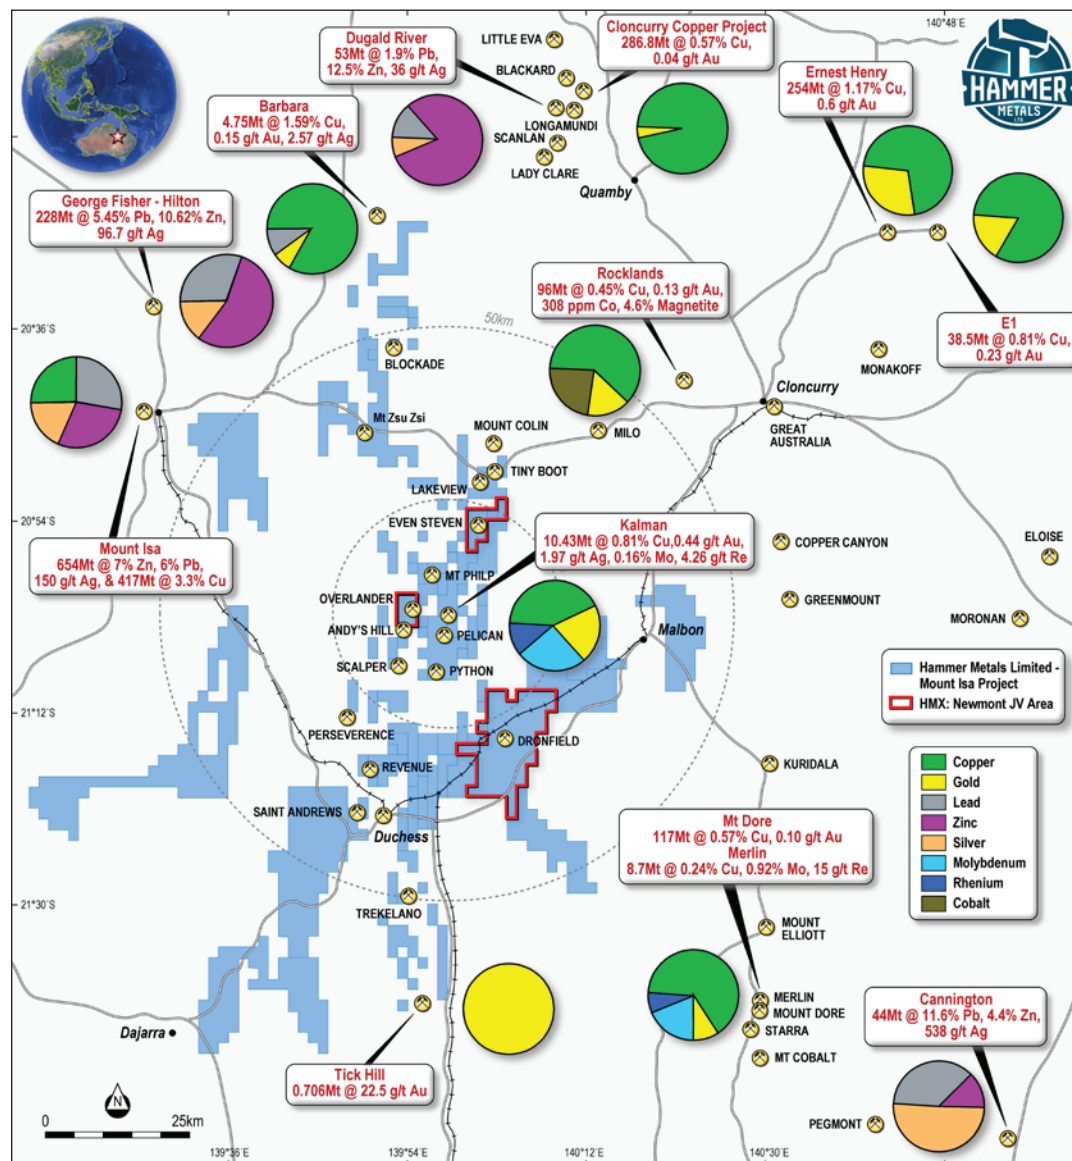 140°48'E
HAMMER
METALS
LTD
LITTLE EVA
Dugald River
53Mt @ 1.9% Pb,
12.5% Zn, 36 g/t Ag
Cloncurry Copper Project
286.8Mt @ 0.57% Cu,
0.04 g/t Au
BLACKARD
LONGAMUNDI
SCANLAN
LADY CLARE
Ernest Henry
254Mt @ 1.17% Cu,
0.6 g/t Au
Barbara
4.75Mt @ 1.59% Cu,
0.15 g/t Au, 2.57 g/t Ag
Quamby
George Fisher - Hilton
228Mt @ 5.45% Pb, 10.62% Zn,
96.7 g/t Ag
Rocklands
96Mt @ 0.45% Cu, 0.13 g/t Au,
308 ppm Co, 4.6% Magnetite
E1
38.5Mt @ 0.81% Cu,
0.23 g/t Au
50km
20°36'S
BLOCKADE
MONAKOFF
Cloncurry
Mt Zsu Zsi
MOUNT COLIN
MILO
GREAT
AUSTRALIA
TINY BOOT
LAKEVIEW
20°54'S
EVEN STEVEN
Kalman
10.43Mt @ 0.81% Cu,0.44 g/t Au,
1.97 g/t Ag, 0.16% Mo, 4.26 g/t Re
COPPER CANYON
ELOISE
Mount Isa
654Mt @ 7% Zn, 6% Pb,
150 g/t Ag, & 417Mt @ 3.3% Cu
MT PHILP
OVERLANDER
GREENMOUNT
MORONAN
ANDY'S HILL
PELICAN
Malbon
SCALPER
PYTHON
Hammer Metals Limited -
Mount Isa Project
HMX: Newmont JV Area
21°12'S
PERSEVERENCE
DRONFIELD
REVENUE
KURIDALA
Copper
Gold
Lead
Zinc
Silver
Molybdenum
Rhenium
Cobalt
SAINT ANDREWS
Duchess
Mt Dore
117Mt @ 0.57% Cu, 0.10 g/t Au
Merlin
8.7Mt @ 0.24% Cu, 0.92% Mo, 15 g/t Re
21°30'S
TREKELANO
MOUNT
ELLIOTT
MERLIN
MOUNT DORE
STARRA
MT COBALT
Cannington
44Mt @ 11.6% Pb, 4.4% Zn,
538 g/t Ag
Dajarra
Tick Hill
0.706Mt @ 22.5 g/t Au
N
0
25km
PEGMONT
139°36'E
139°54'E
140°12'E
140°30'E